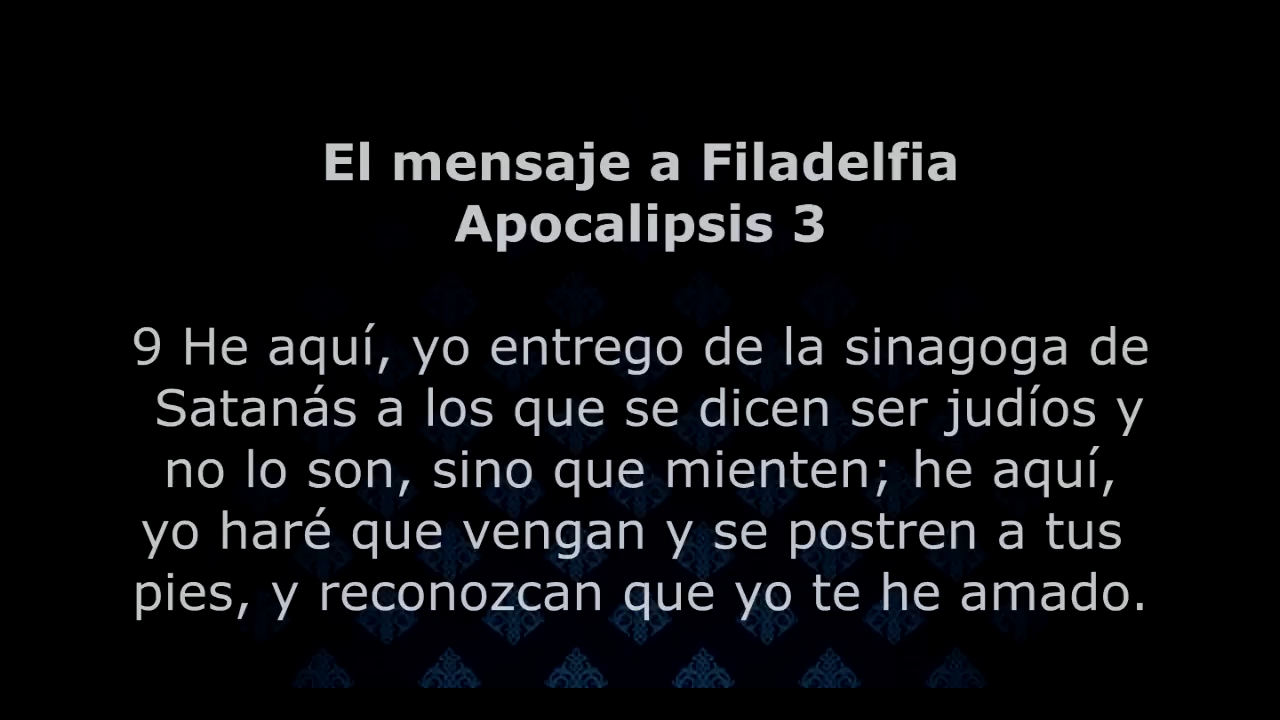 El mensaje a Filadelfia
Apocalipsis 3
9 He aquí, yo entrego de la sinagoga de
Satanás a los que se dicen ser judíos y
no lo son, sino que mienten; he aquí,
yo haré que vengan y se postren a tus
pies, y reconozcan que yo te he amado.